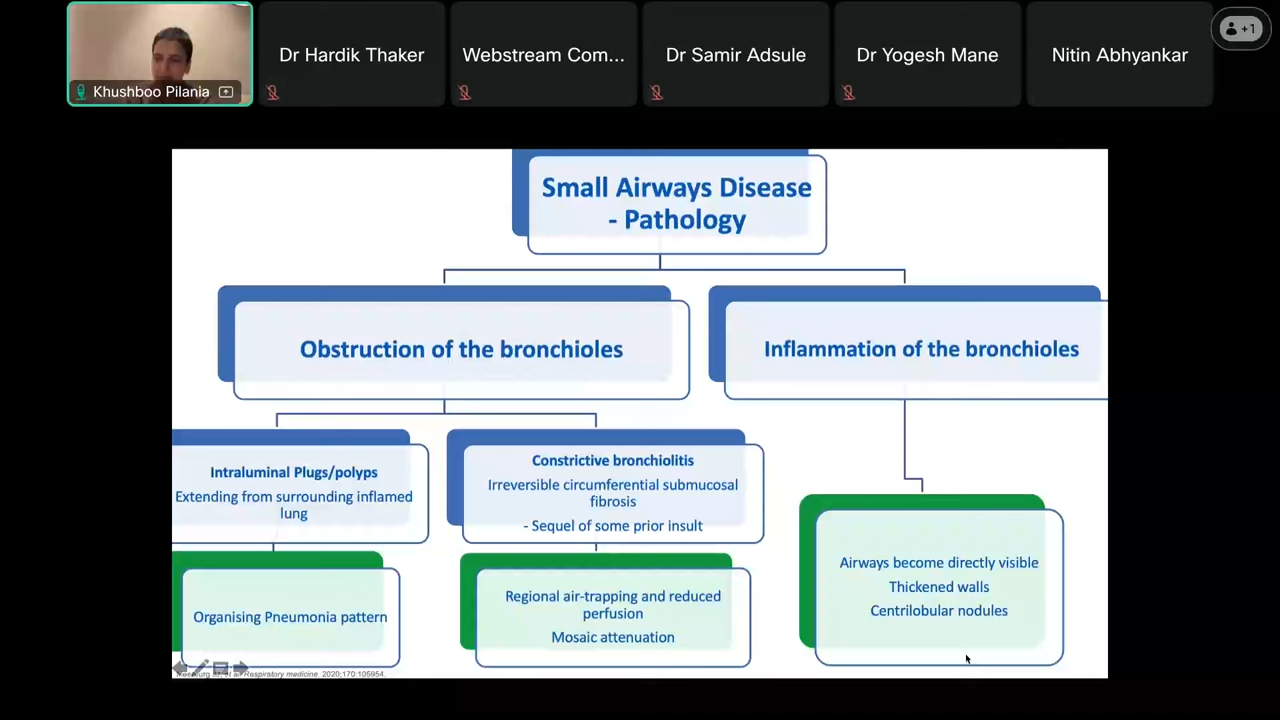 Khushboo Pilania
Dr Hardik Thaker
Webstream Com...
Dr Samir Adsule
Dr Yogesh Mane
Nitin Abhyankar
+1
Small Airways Disease
- Pathology
Obstruction of the bronchioles
Inflammation of the bronchioles
Intraluminal Plugs/polyps
Extending from surrounding inflamed
lung
Constrictive bronchiolitis
Irreversible circumferential submucosal
fibrosis
- Sequel of some prior insult
Organising Pneumonia pattern
Regional air-trapping and reduced
perfusion
Mosaic attenuation
Airways become directly visible
Thickened walls
Centrilobular nodules
Respiratory medicine. 2020;170:105954.